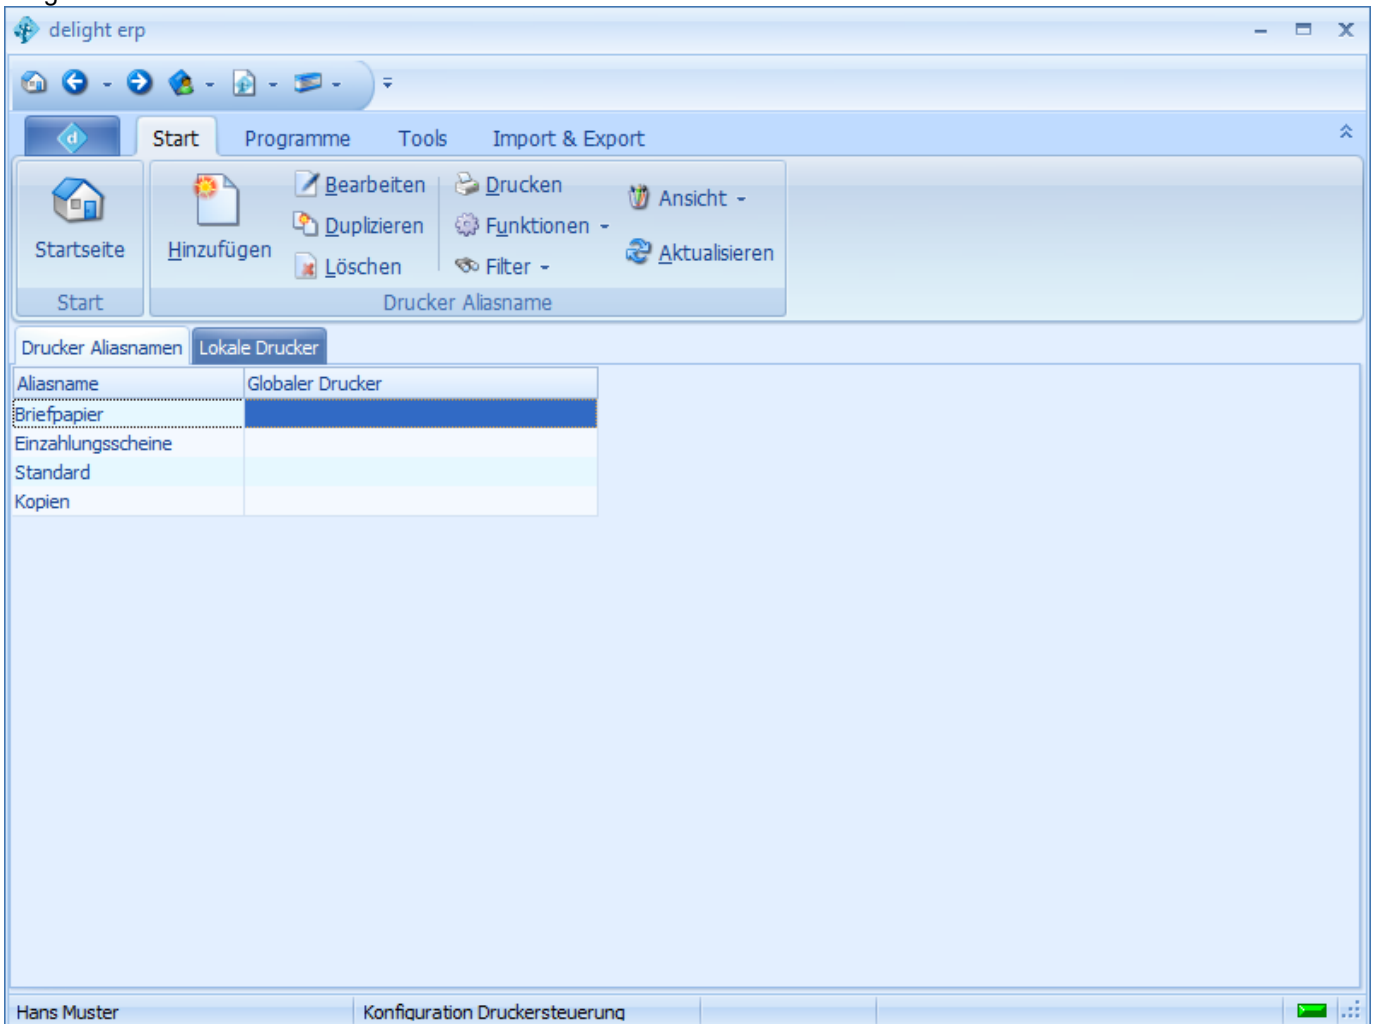 delight erp
Start Programme Tools Import & Export
Startseite
Hinzufügen
Bearbeiten
Duplizieren
Löschen
Drucken
Funktionen
Filter
Ansicht
Aktualisieren
Start
Drucker Aliasname
Drucker Aliasnamen Lokale Drucker
Aliasname Globaler Drucker
Briefpapier
Einzahlungsscheine
Standard
Kopien
Hans Muster Konfiguration Druckersteuerung